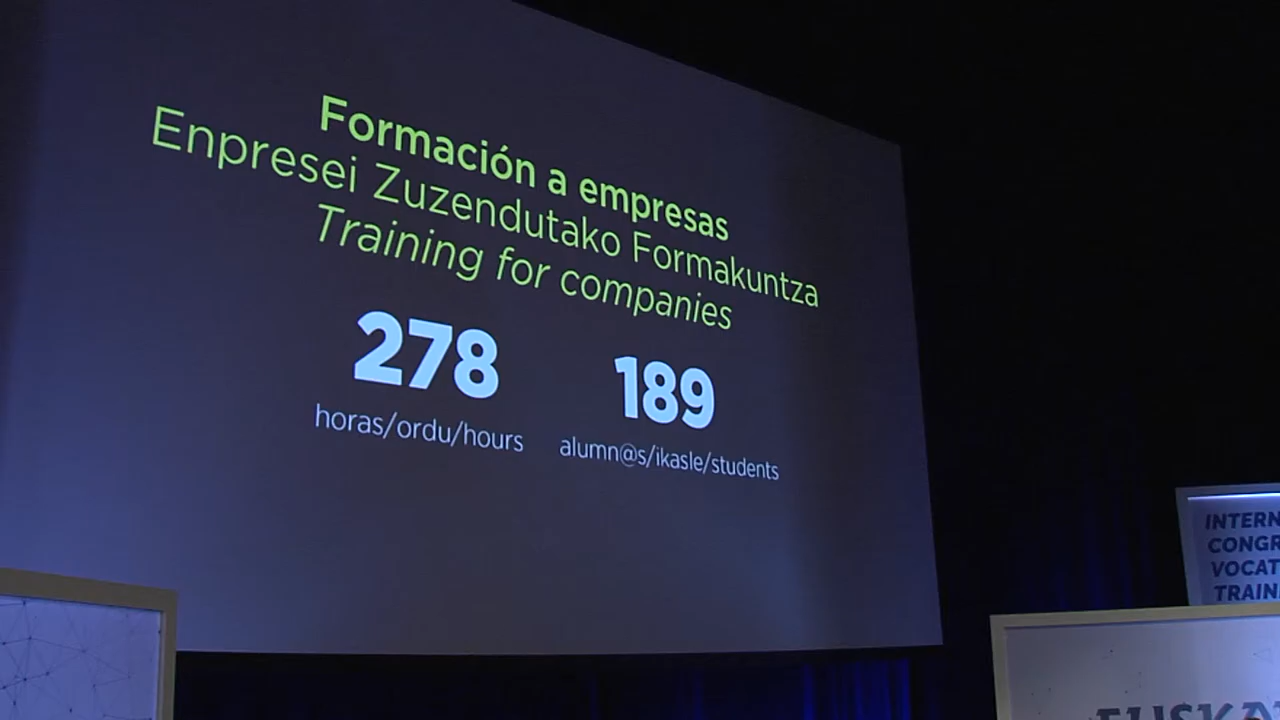 Formación a empresas
Enpresei Zuzendutako Formakuntza
Training for companies
278
horas/ordu/hours
189
alumn@s/ikasle/students